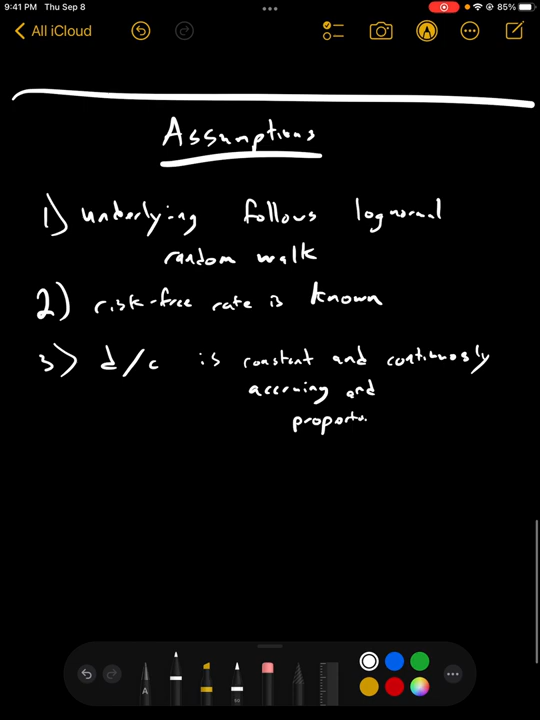 9:41 PM Thu Sep 8
85%
All iCloud
Assumptions
1) underlying follows lognormal
random walk
2) risk-free rate is known
3) d/c is constant and continuously
accruing and
proportio
A